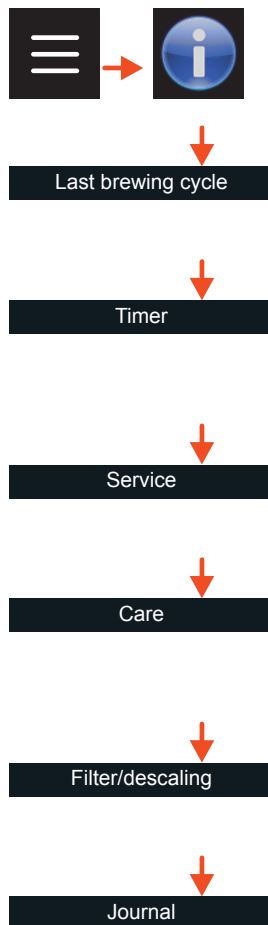 Last brewing cycle
Timer
Service
Care
Filter/descaling
Journal